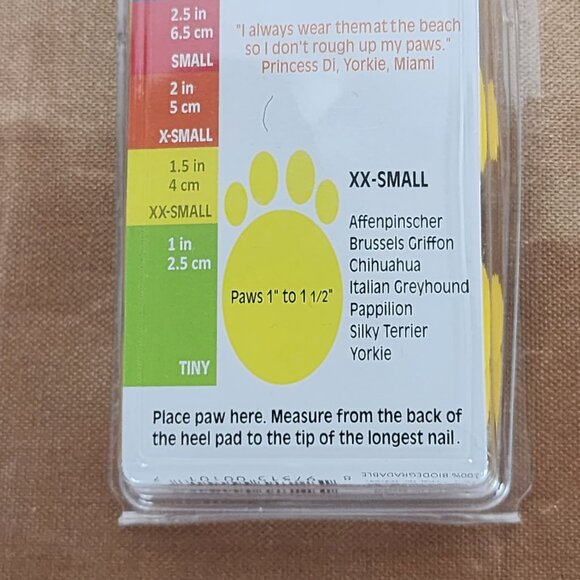 2.5 in
6.5 cm
SMALL
2 in
5 cm
X-SMALL
1.5 in
4 cm
XX-SMALL
1 in
2.5 cm
TINY
"I always wear them at the beach
so I don't rough up my paws."
Princess Di, Yorkie, Miami
XX-SMALL
Affenpinscher
Brussels Griffon
Chihuahua
Italian Greyhound
Pappilion
Silky Terrier
Yorkie
Paws 1" to 1 1/2"
Place paw here. Measure from the back of
the heel pad to the tip of the longest nail.
100% BIODEGRADABLE